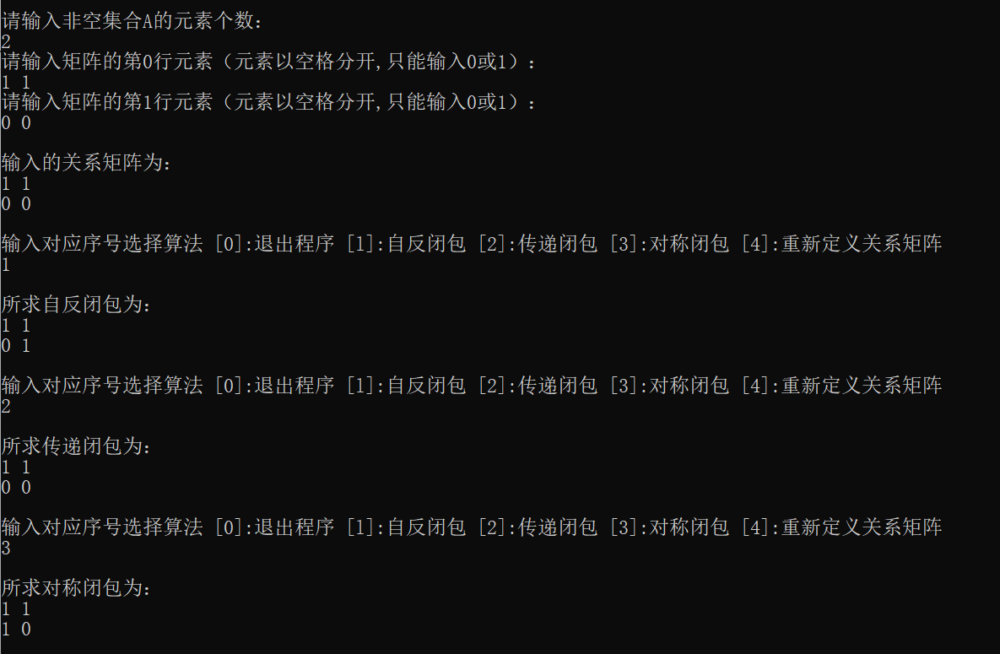 请输入非空集合A的元素个数：
2
请输入矩阵的第0行元素（元素以空格分开,只能输入0或1）：
1 1
请输入矩阵的第1行元素（元素以空格分开,只能输入0或1）：
0 0
输入的关系矩阵为：
1 1
0 0
输入对应序号选择算法 [0]:退出程序 [1]:自反闭包 [2]:传递闭包 [3]:对称闭包 [4]:重新定义关系矩阵
1
所求自反闭包为：
1 1
0 1
输入对应序号选择算法 [0]:退出程序 [1]:自反闭包 [2]:传递闭包 [3]:对称闭包 [4]:重新定义关系矩阵
2
所求传递闭包为：
1 1
0 0
输入对应序号选择算法 [0]:退出程序 [1]:自反闭包 [2]:传递闭包 [3]:对称闭包 [4]:重新定义关系矩阵
3
所求对称闭包为：
1 1
1 0